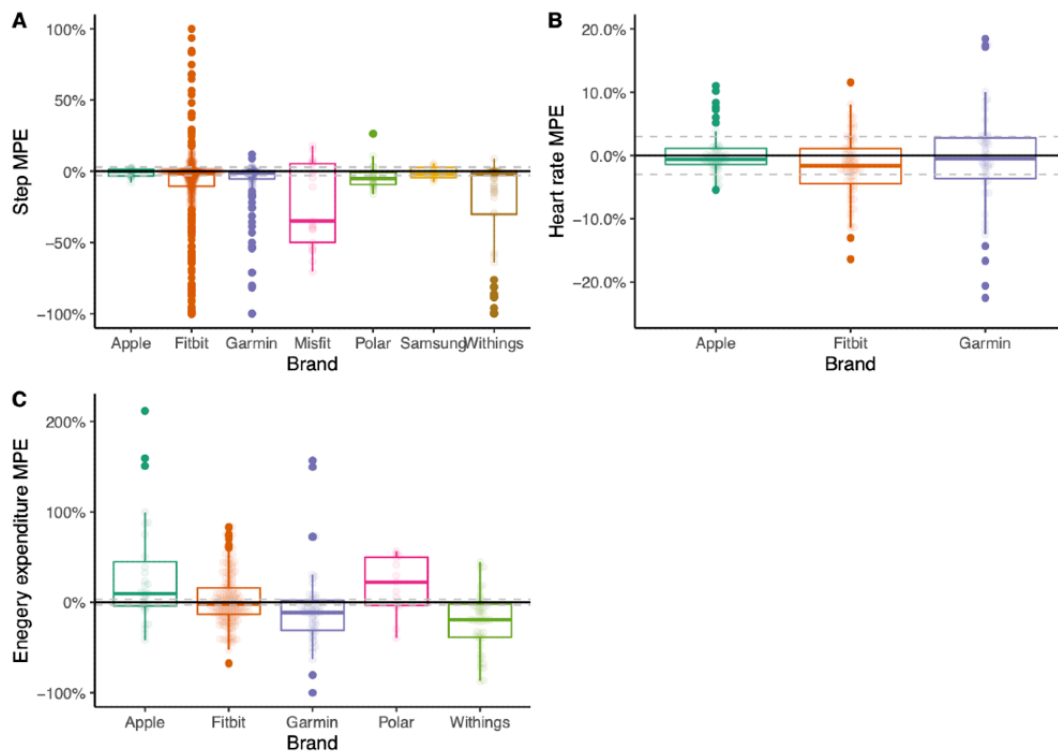 A
Step MPE
100%
50%
0%
−50%
−100%
Apple Fitbit Garmin Misfit Polar Samsung Withings
Brand
B
Heart rate MPE
20.0%
10.0%
0.0%
−10.0%
−20.0%
Apple Fitbit Garmin
Brand
C
Enegery expenditure MPE
200%
100%
0%
−100%
Apple Fitbit Garmin Polar Withings
Brand